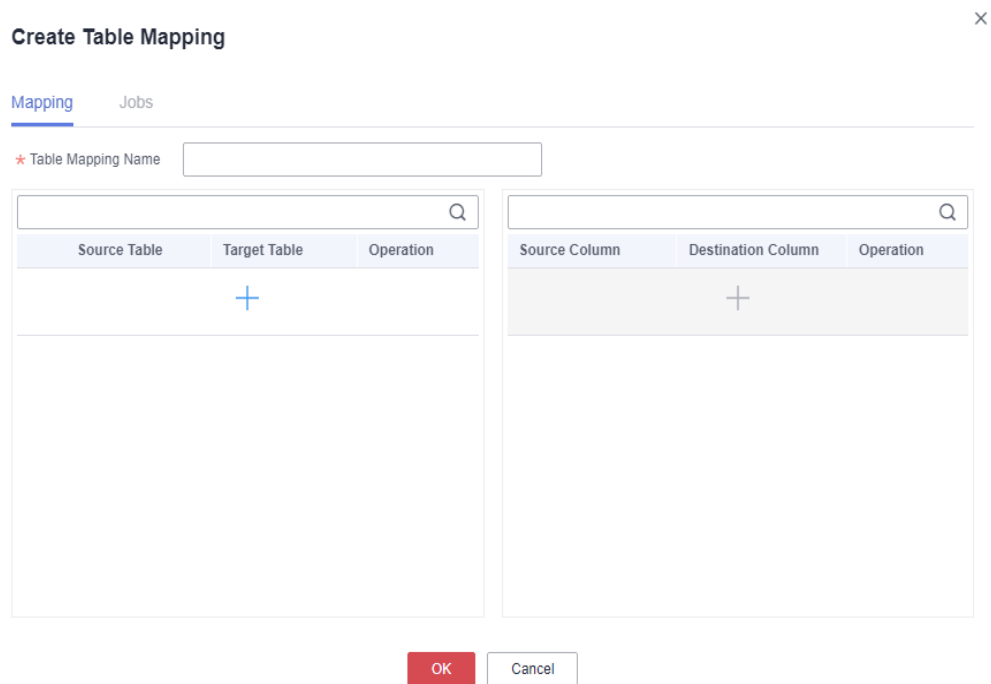 Create Table Mapping
Mapping Jobs
* Table Mapping Name
Source Table Target Table Operation
Source Column Destination Column Operation
OK Cancel